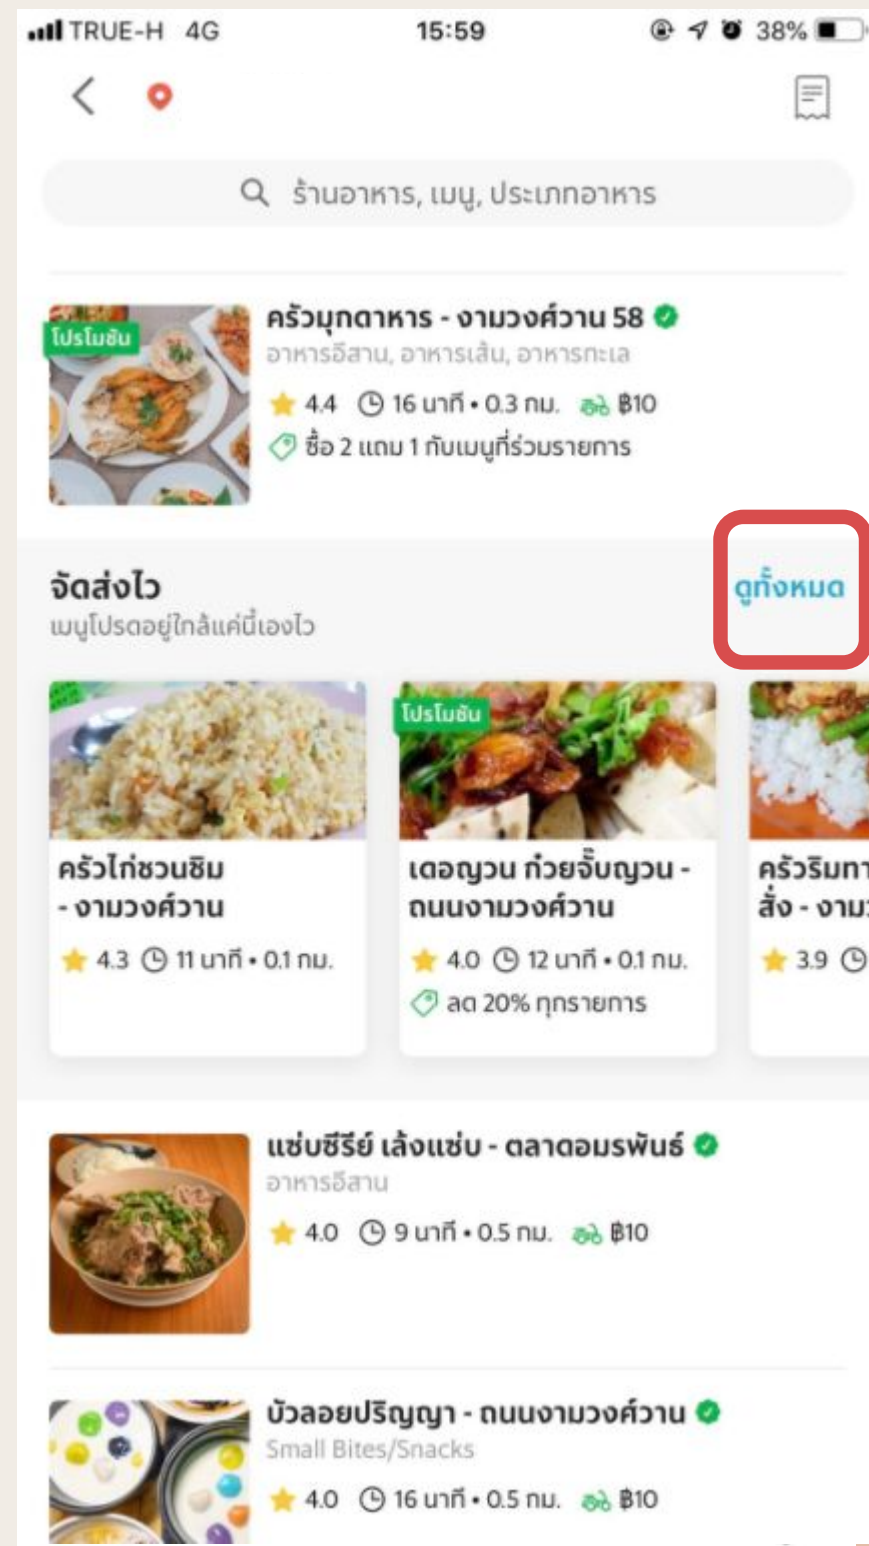 TRUE-H 4G 15:59 38%
ร้านอาหาร, เมนู, ประเภทอาหาร
โปรโมชัน
ครัวมุกดาหาร - งามวงศ์วาน 58
อาหารอีสาน, อาหารเส้น, อาหารทะเล
4.4 16 นาที • 0.3 กม. ฿10
ซื้อ 2 แถม 1 กับเมนูที่ร่วมรายการ
จัดส่งไว
ดูทั้งหมด
เมนูโปรดอยู่ใกล้แค่นี้เองไว
ครัวไก่ชวนชิม
- งามวงศ์วาน
4.3 11 นาที • 0.1 กม.
โปรโมชัน
เดอญวน ก๋วยจั๊บญวน -
ถนนงามวงศ์วาน
4.0 12 นาที • 0.1 กม.
ลด 20% ทุกรายการ
ครัวริมทา
สั่ง - งาม
3.9
แซ่บซีรีย์ เล้งแซ่บ - ตลาดอมรพันธ์
อาหารอีสาน
4.0 9 นาที • 0.5 กม. ฿10
บัวลอยปริญญา - ถนนงามวงศ์วาน
Small Bites/Snacks
4.0 16 นาที • 0.5 กม. ฿10